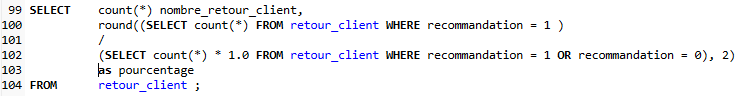 99 SELECT count(*) nombre_retour_client,
100 round((SELECT count(*) FROM retour_client WHERE recommandation = 1 )
101 /
102 (SELECT count(*) * 1.0 FROM retour_client WHERE recommandation = 1 OR recommandation = 0), 2)
103 as pourcentage
104 FROM retour_client ;